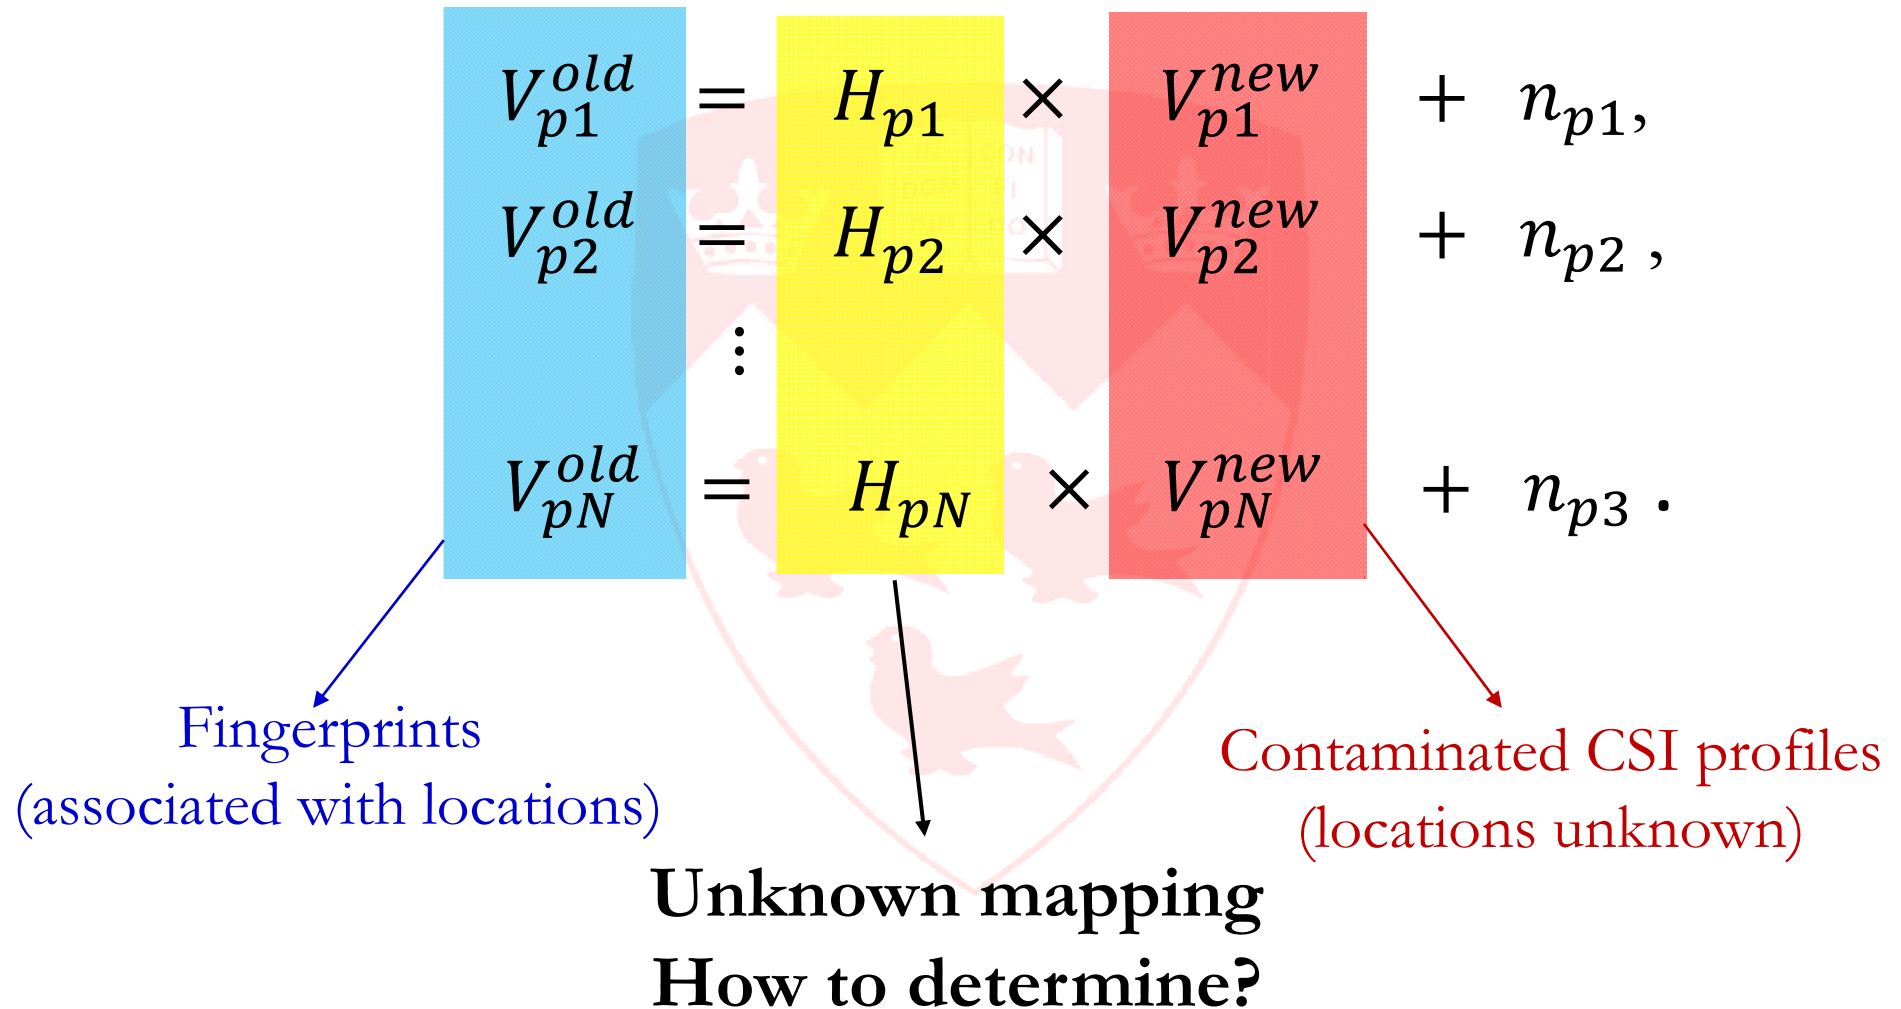 V_{p1}^{old} = H_{p1} × V_{p1}^{new} + n_{p1},
V_{p2}^{old} = H_{p2} × V_{p2}^{new} + n_{p2} ,
⋮
V_{pN}^{old} = H_{pN} × V_{pN}^{new} + n_{p3} .
Fingerprints
(associated with locations)
Contaminated CSI profiles
(locations unknown)
Unknown mapping
How to determine?